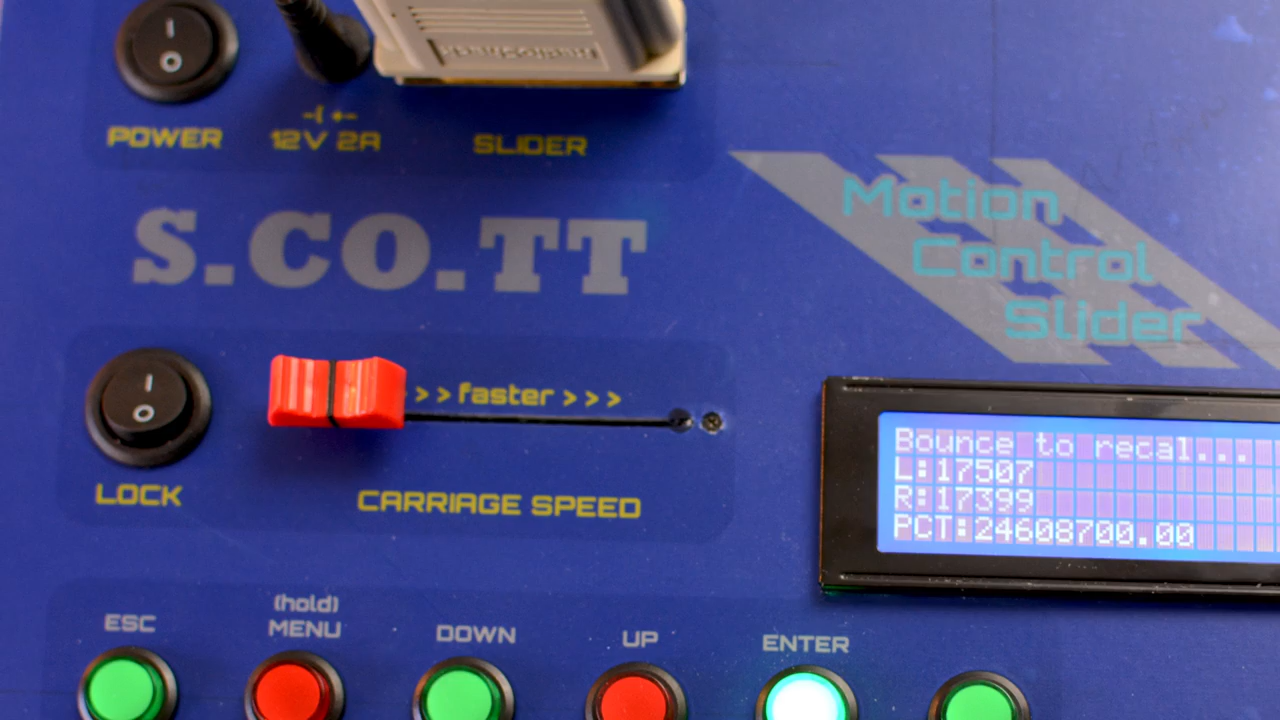 RadioShack
POWER
12V 2A
SLIDER
S.CO.TT
Motion
Control
Slider
> > faster > > >
LOCK
CARRIAGE SPEED
Bounce to recal...
L:17507
R:17399
PCT:24608700.00
ESC
(hold)
MENU
DOWN
UP
ENTER